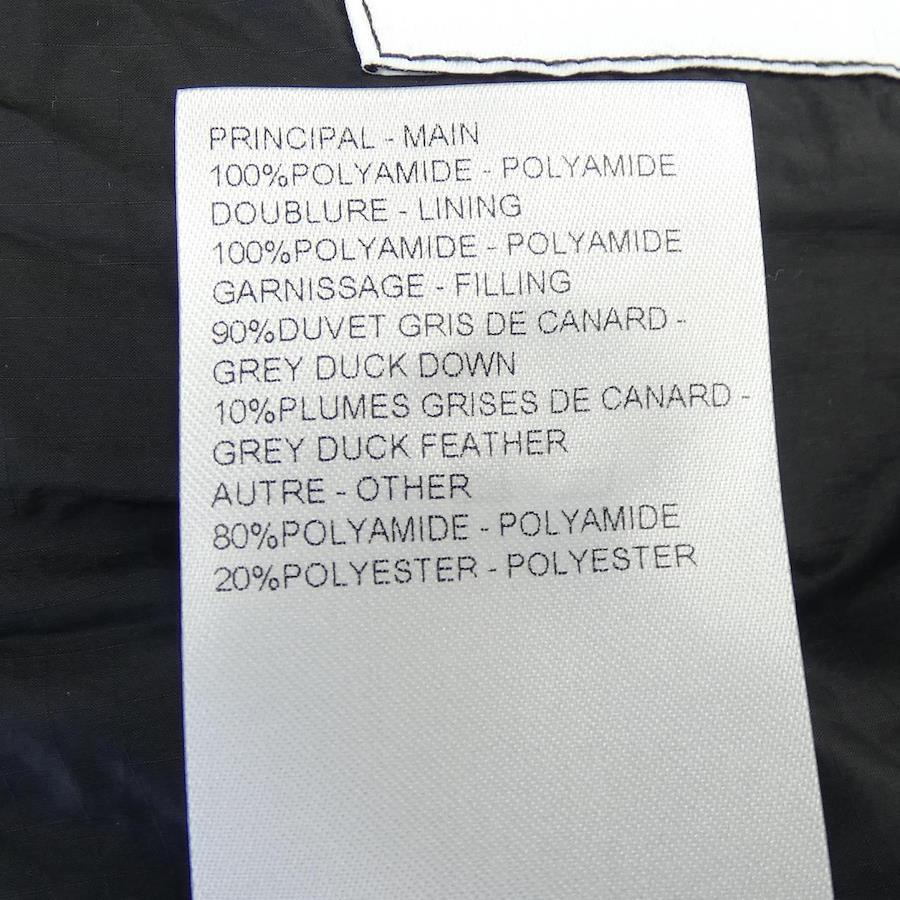 PRINCIPAL - MAIN
100%POLYAMIDE - POLYAMIDE
DOUBLURE - LINING
100%POLYAMIDE - POLYAMIDE
GARNISSAGE - FILLING
90%DUVET GRIS DE CANARD -
GREY DUCK DOWN
10%PLUMES GRISES DE CANARD -
GREY DUCK FEATHER
AUTRE - OTHER
80%POLYAMIDE - POLYAMIDE
20%POLYESTER - POLYESTER